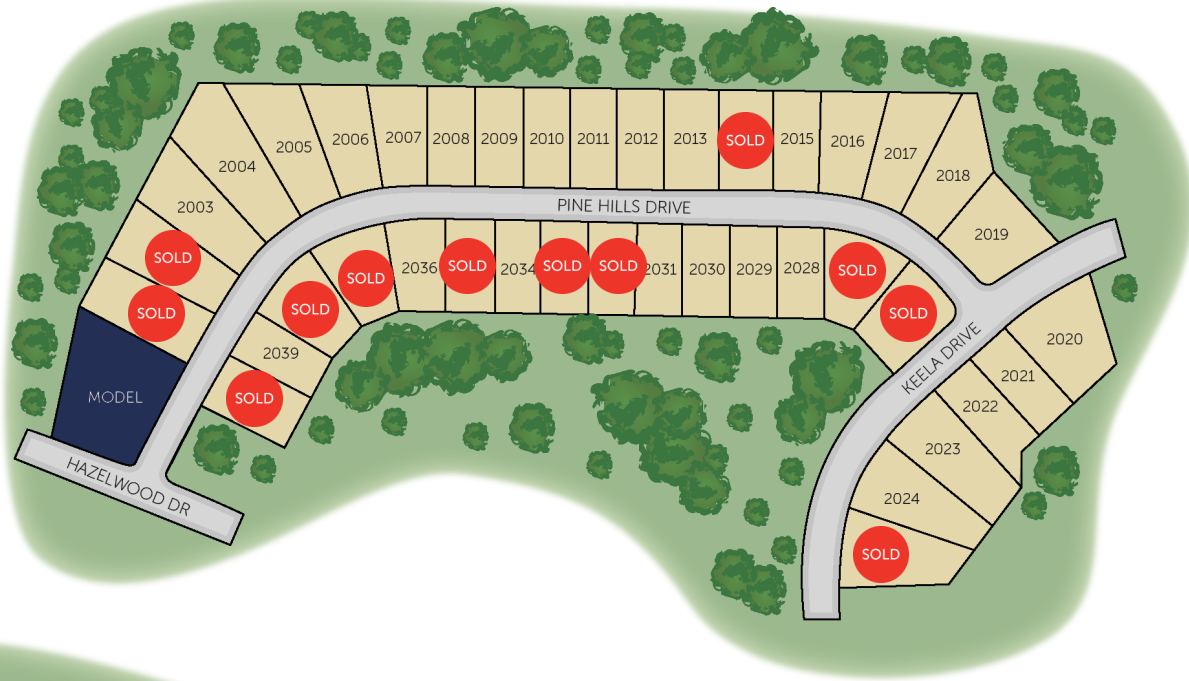 2005
2006
2007
2008
2009
2010
2011
2012
2013
SOLD
2015
2016
2017
2018
2004
2003
PINE HILLS DRIVE
2019
SOLD
SOLD
SOLD
SOLD
2036
SOLD
2034
SOLD
SOLD
2031
2030
2029
2028
SOLD
SOLD
2039
SOLD
MODEL
HAZELWOOD DR
KEELA DRIVE
2020
2021
2022
2023
2024
SOLD